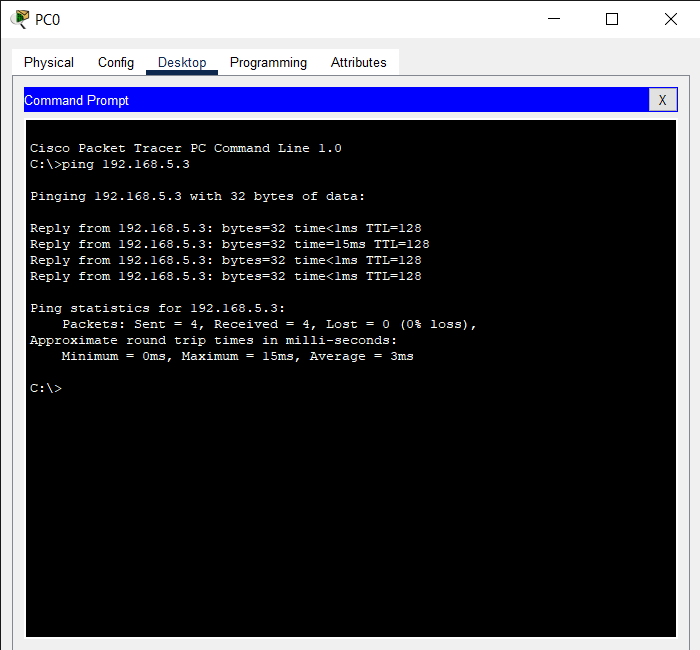 PC0
Physical Config Desktop Programming Attributes
Command Prompt
X
Cisco Packet Tracer PC Command Line 1.0
C:\>ping 192.168.5.3
Pinging 192.168.5.3 with 32 bytes of data:
Reply from 192.168.5.3: bytes=32 time<1ms TTL=128
Reply from 192.168.5.3: bytes=32 time=15ms TTL=128
Reply from 192.168.5.3: bytes=32 time<1ms TTL=128
Reply from 192.168.5.3: bytes=32 time<1ms TTL=128
Ping statistics for 192.168.5.3:
    Packets: Sent = 4, Received = 4, Lost = 0 (0% loss),
Approximate round trip times in milli-seconds:
    Minimum = 0ms, Maximum = 15ms, Average = 3ms
C:\>